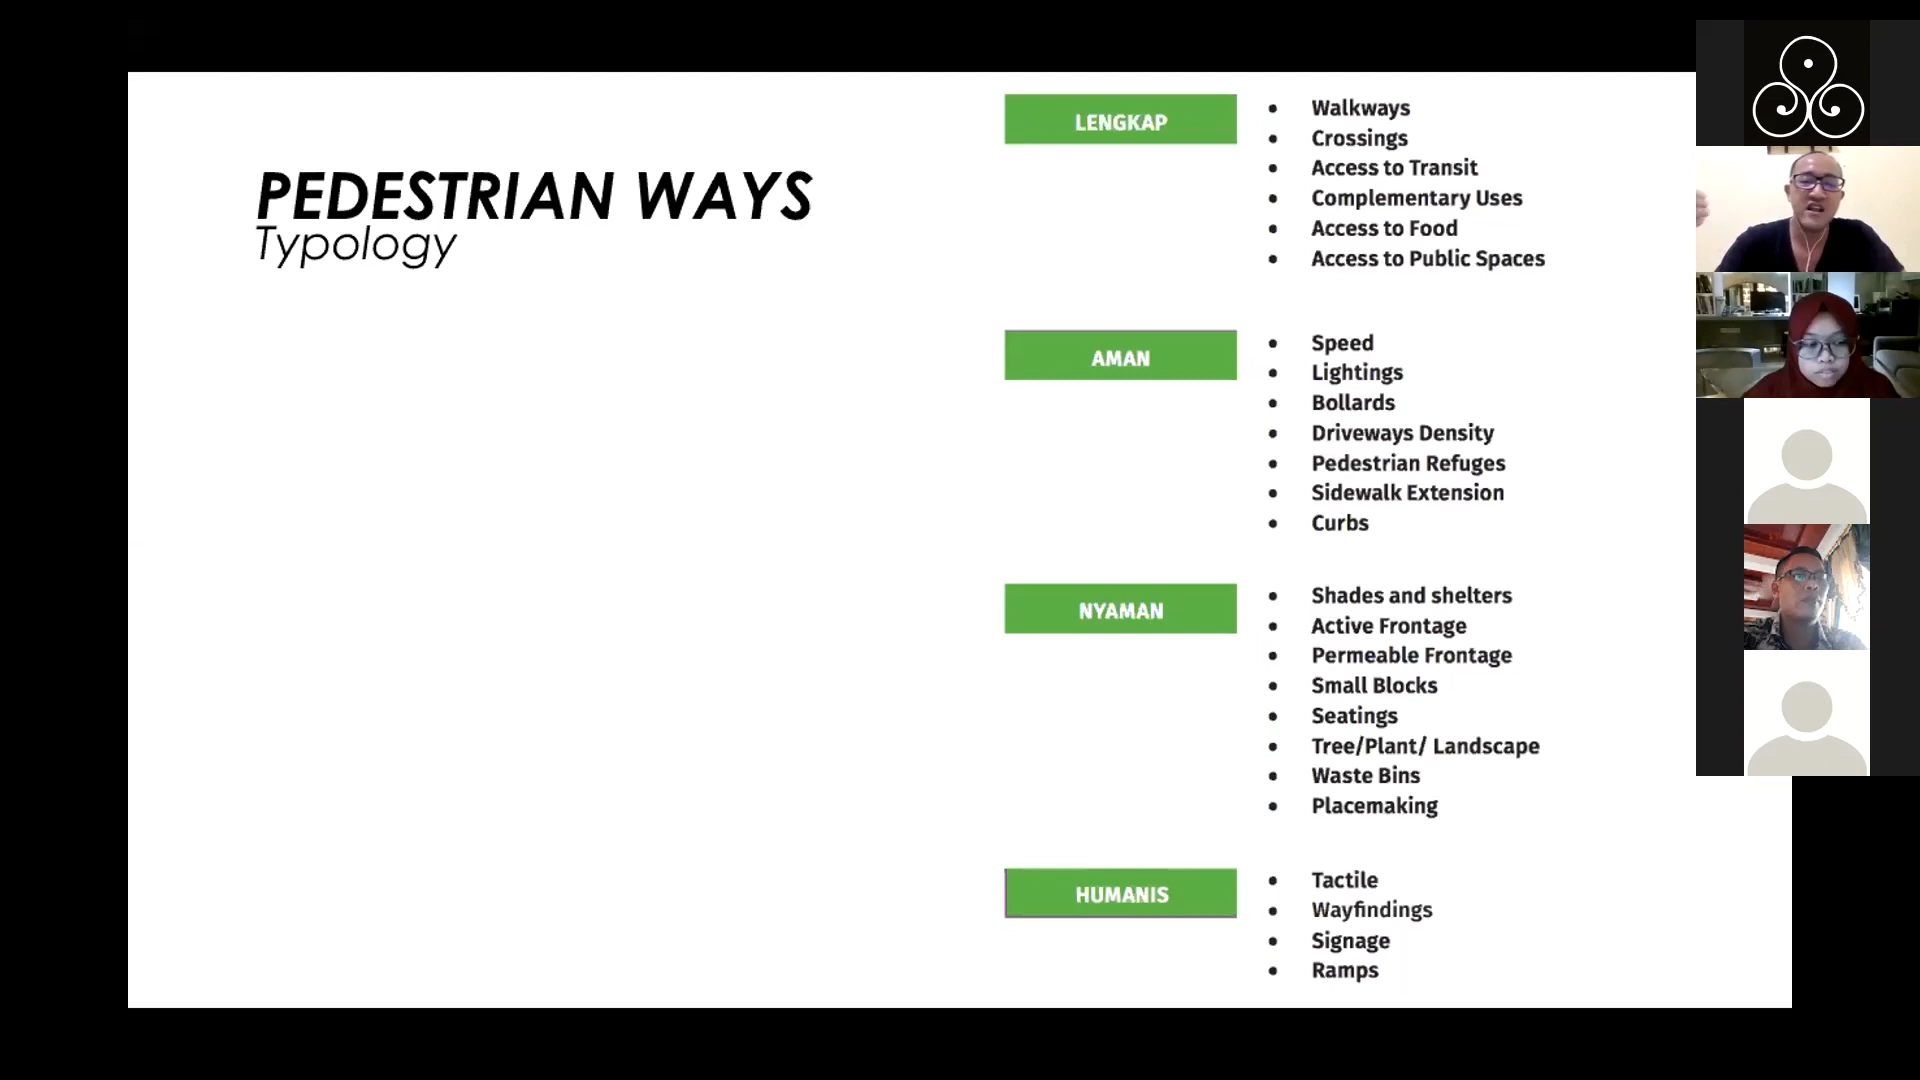 PEDESTRIAN WAYS
Typology
LENGKAP
• Walkways
• Crossings
• Access to Transit
• Complementary Uses
• Access to Food
• Access to Public Spaces
AMAN
• Speed
• Lightings
• Bollards
• Driveways Density
• Pedestrian Refuges
• Sidewalk Extension
• Curbs
NYAMAN
• Shades and shelters
• Active Frontage
• Permeable Frontage
• Small Blocks
• Seatings
• Tree/Plant/ Landscape
• Waste Bins
• Placemaking
HUMANIS
• Tactile
• Wayfindings
• Signage
• Ramps